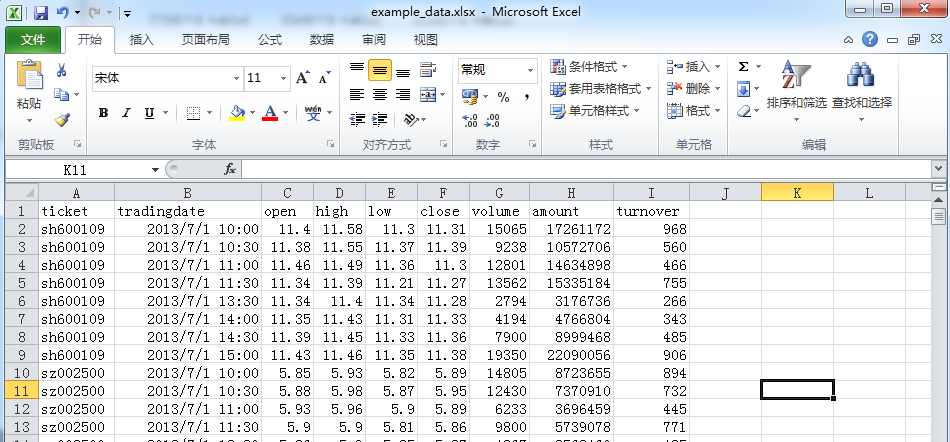 example_data.xlsx - Microsoft Excel
文件 开始 插入 页面布局 公式 数据 审阅 视图
宋体 11 常规 条件格式 插入 Σ
粘贴 套用表格格式 删除 排序和筛选 查找和选择
B I U A wén 变 % , 单元格样式 格式
剪贴板 字体 对齐方式 数字 样式 单元格 编辑
K11 fx
A B C D E F G H I J K L
1 ticket tradingdate open high low close volume amount turnover
2 sh600109 2013/7/1 10:00 11.4 11.58 11.3 11.31 15065 17261172 968
3 sh600109 2013/7/1 10:30 11.38 11.55 11.37 11.39 9238 10572706 560
4 sh600109 2013/7/1 11:00 11.46 11.49 11.36 11.3 12801 14634898 466
5 sh600109 2013/7/1 11:30 11.34 11.39 11.21 11.27 13562 15335184 755
6 sh600109 2013/7/1 13:30 11.34 11.4 11.34 11.28 2794 3176736 266
7 sh600109 2013/7/1 14:00 11.35 11.43 11.31 11.33 4194 4766804 343
8 sh600109 2013/7/1 14:30 11.39 11.45 11.33 11.36 7900 8999468 485
9 sh600109 2013/7/1 15:00 11.43 11.46 11.35 11.38 19350 22090056 906
10 sz002500 2013/7/1 10:00 5.85 5.93 5.82 5.89 14805 8723655 894
11 sz002500 2013/7/1 10:30 5.88 5.98 5.87 5.95 12430 7370910 732
12 sz002500 2013/7/1 11:00 5.93 5.96 5.9 5.89 6233 3696459 445
13 sz002500 2013/7/1 11:30 5.9 5.9 5.81 5.86 9800 5739078 771